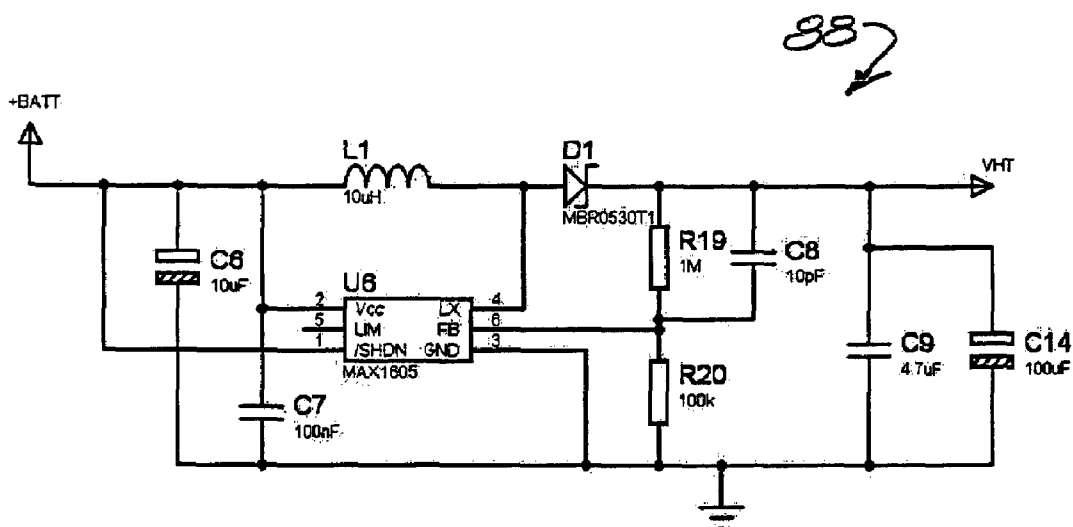 88
+BATT
L1
10uH
D1
MBR0530T1
VHT
C6
10uF
R19
1M
C8
10pF
U6
2 Vcc LX 4
5 LIM FB 6
1 /SHDN GND 3
MAX1605
C7
100nF
R20
100k
C9
4.7uF
C14
100uF